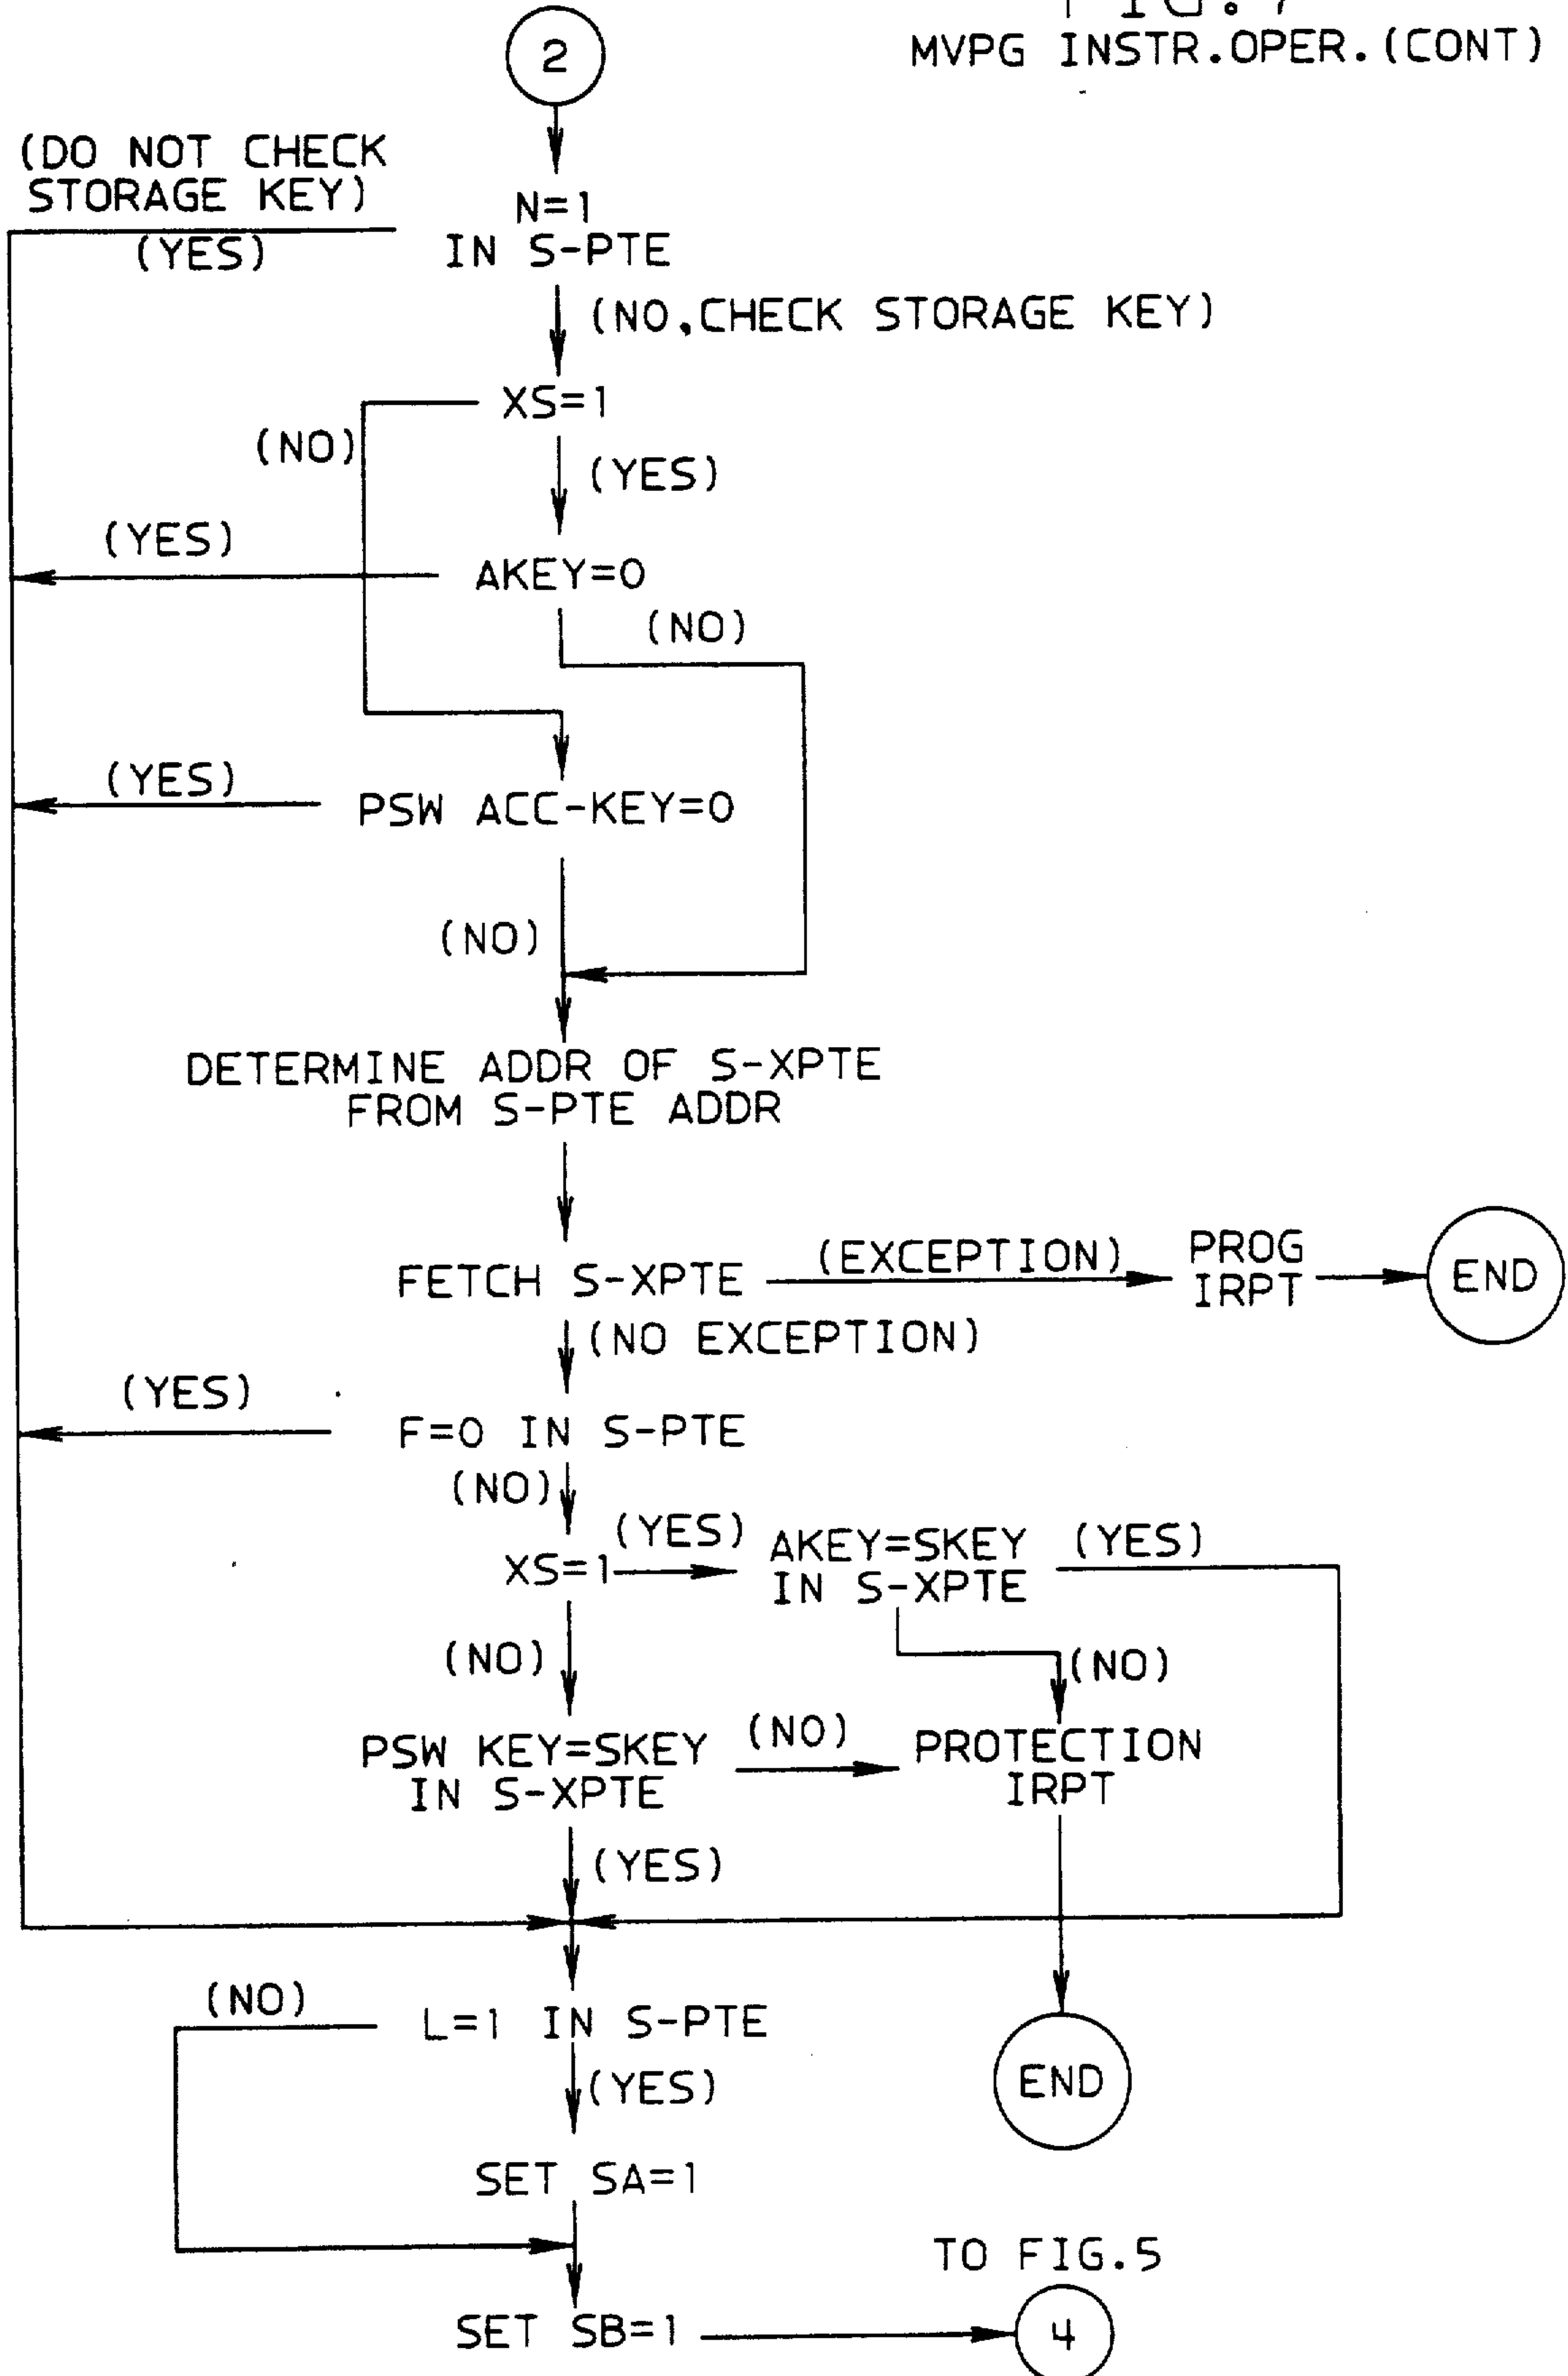 FIG.7
MVPG INSTR.OPER.(CONT)
2
(DO NOT CHECK
STORAGE KEY)
(YES)
N=1
IN S-PTE
(NO,CHECK STORAGE KEY)
XS=1
(NO)
(YES)
(YES)
AKEY=0
(NO)
(YES)
PSW ACC-KEY=0
(NO)
DETERMINE ADDR OF S-XPTE
FROM S-PTE ADDR
FETCH S-XPTE
(EXCEPTION)
PROG
IRPT
END
(NO EXCEPTION)
(YES)
F=0 IN S-PTE
(NO)
XS=1
(YES)
AKEY=SKEY
IN S-XPTE
(YES)
(NO)
(NO)
PSW KEY=SKEY
IN S-XPTE
(NO)
PROTECTION
IRPT
(YES)
(NO)
L=1 IN S-PTE
(YES)
END
SET SA=1
TO FIG.5
SET SB=1
4